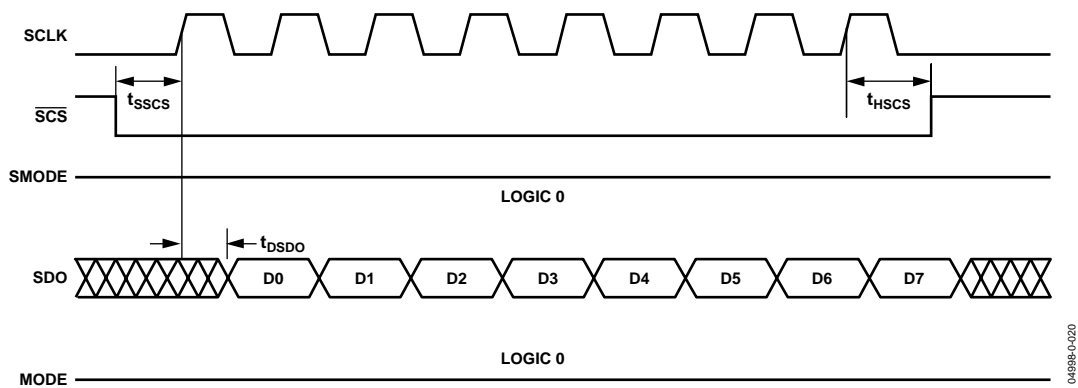 SCLK
tSSCS
tHSCS
SCS
SMODE
LOGIC 0
tDSDO
SDO
D0 D1 D2 D3 D4 D5 D6 D7
LOGIC 0
MODE
04998-0-020